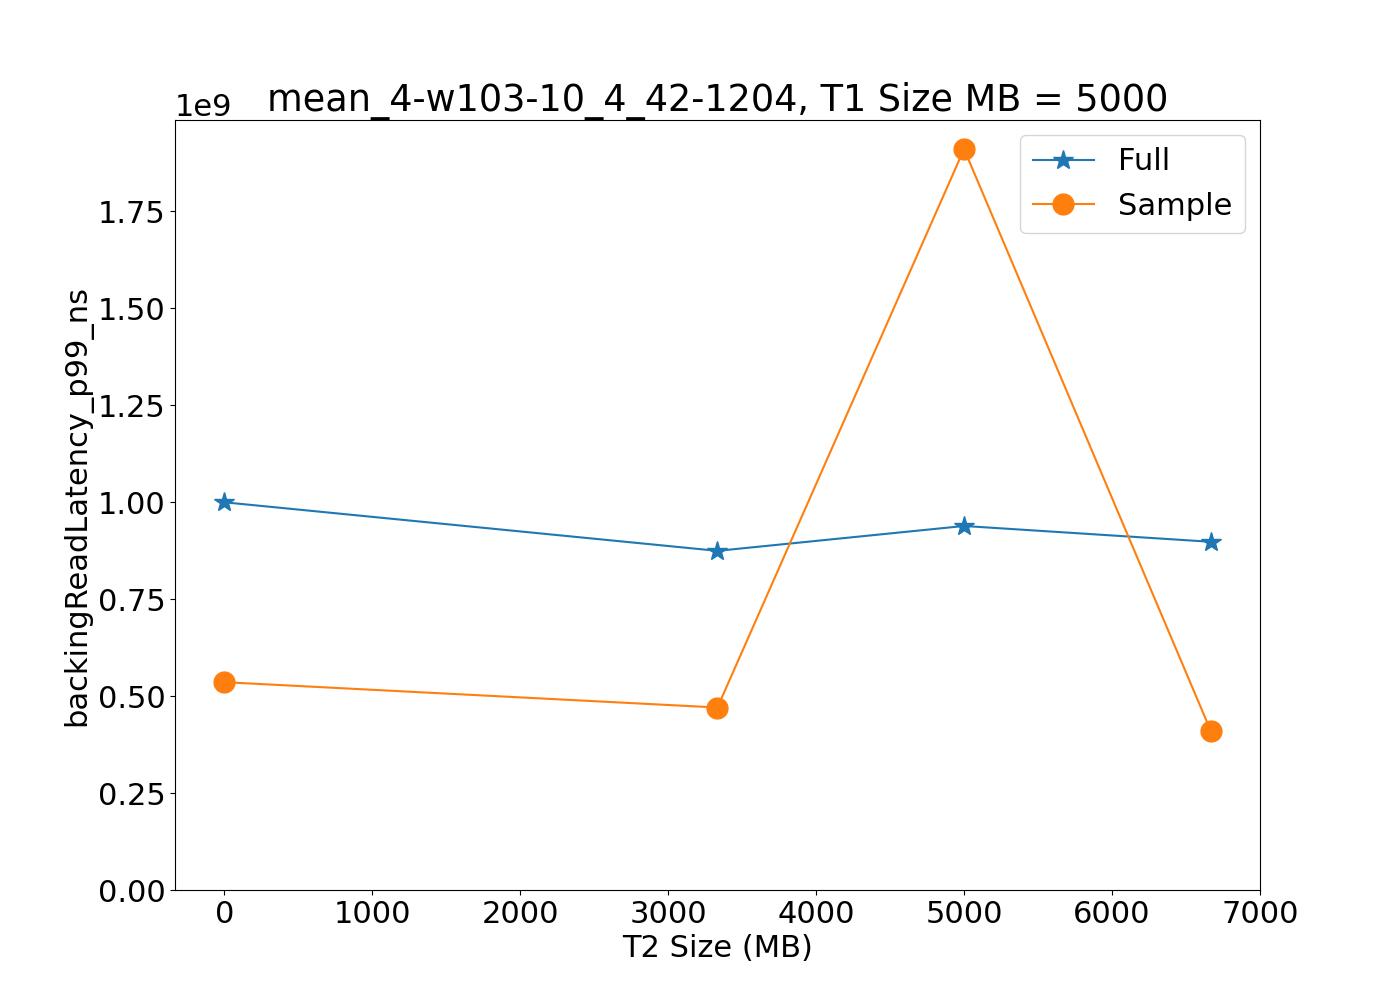 mean_4-w103-10_4_42-1204, T1 Size MB = 5000
1e9
Full
Sample
1.75
1.50
1.25
1.00
0.75
0.50
0.25
0.00
backingReadLatency_p99_ns
0 1000 2000 3000 4000 5000 6000 7000
T2 Size (MB)